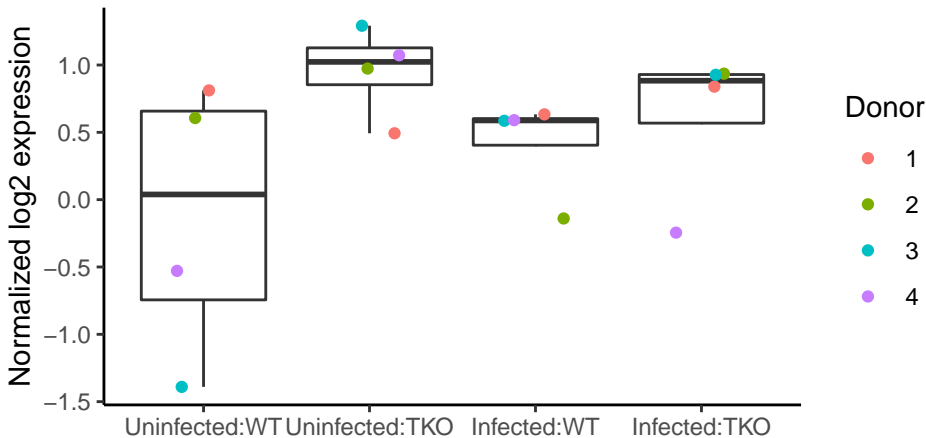 Normalized log2 expression
1.0
0.5
0.0
−0.5
−1.0
−1.5
Uninfected:WT
Uninfected:TKO
Infected:WT
Infected:TKO
Donor
1
2
3
4